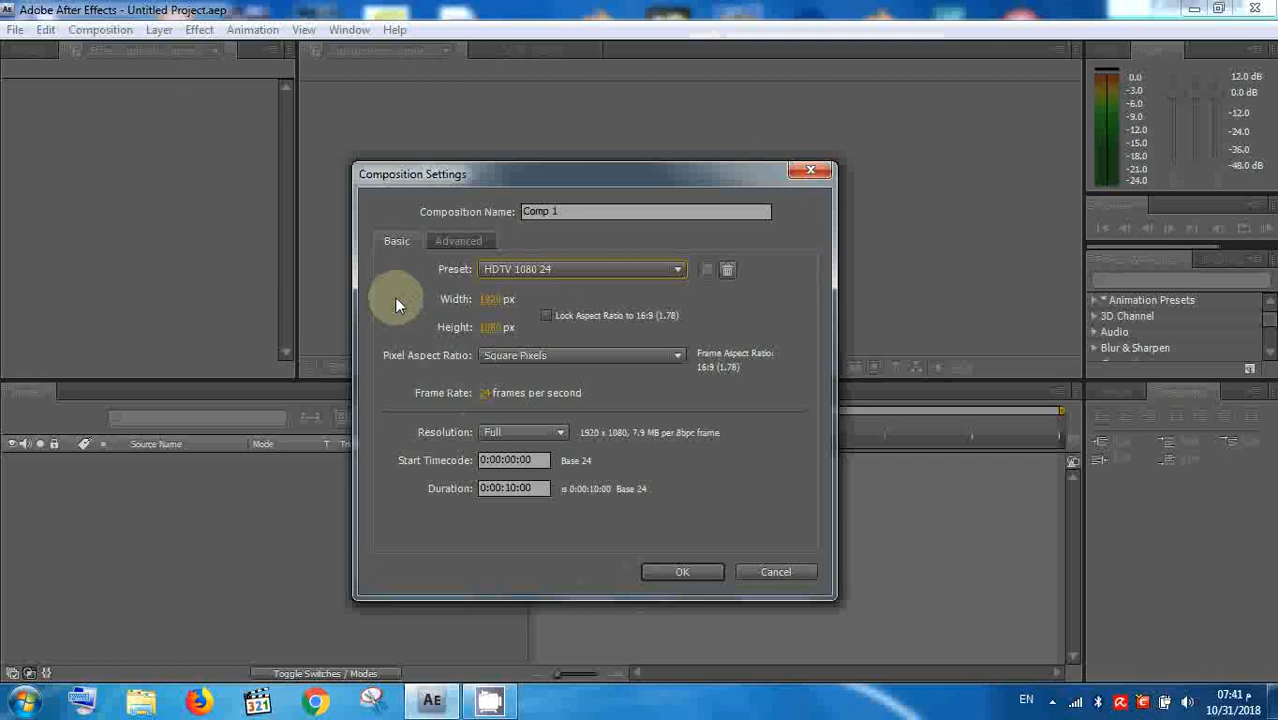 Adobe After Effects - Untitled Project.aep
File Edit Composition Layer Effect Animation View Window Help
Composition Settings
Composition Name: Comp 1
Basic Advanced
Preset: HDTV 1080 24
Width: 1920 px
Lock Aspect Ratio to 16:9 (1.78)
Height: 1080 px
Pixel Aspect Ratio: Square Pixels
Frame Aspect Ratio:
16:9 (1.78)
Frame Rate: 24 frames per second
Resolution: Full 1920 x 1080, 7.9 MB per 8bpc frame
Start Timecode: 0:00:00:00 Base 24
Duration: 0:00:10:00 is 0:00:10:00 Base 24
OK Cancel
0.0
-3.0
-6.0
-9.0
-12.0
-15.0
-18.0
-21.0
-24.0
12.0 dB
0.0 dB
-12.0
-24.0
-36.0
-48.0 dB
* Animation Presets
3D Channel
Audio
Blur & Sharpen
Source Name Mode T
Toggle Switches / Modes
321
AE
EN
07:41 م
10/31/2018